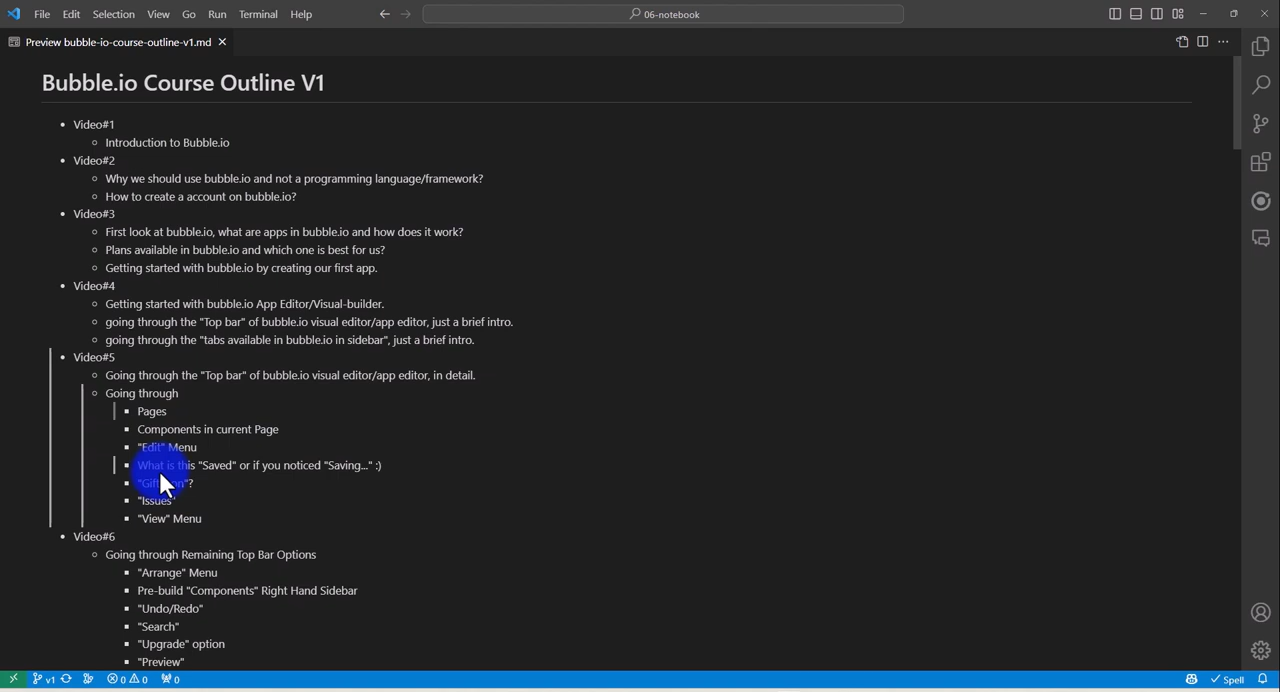 File Edit Selection View Go Run Terminal Help 06-notebook
Preview bubble-io-course-outline-v1.md
Bubble.io Course Outline V1
Video#1
Introduction to Bubble.io
Video#2
Why we should use bubble.io and not a programming language/framework?
How to create a account on bubble.io?
Video#3
First look at bubble.io, what are apps in bubble.io and how does it work?
Plans available in bubble.io and which one is best for us?
Getting started with bubble.io by creating our first app.
Video#4
Getting started with bubble.io App Editor/Visual-builder.
going through the "Top bar" of bubble.io visual editor/app editor, just a brief intro.
going through the "tabs available in bubble.io in sidebar", just a brief intro.
Video#5
Going through the "Top bar" of bubble.io visual editor/app editor, in detail.
Going through
Pages
Components in current Page
"Edit" Menu
What is this "Saved" or if you noticed "Saving..." :)
"Issues"
"View" Menu
Video#6
Going through Remaining Top Bar Options
"Arrange" Menu
Pre-build "Components" Right Hand Sidebar
"Undo/Redo"
"Search"
"Upgrade" option
"Preview"
v1 0 0 0 Spell